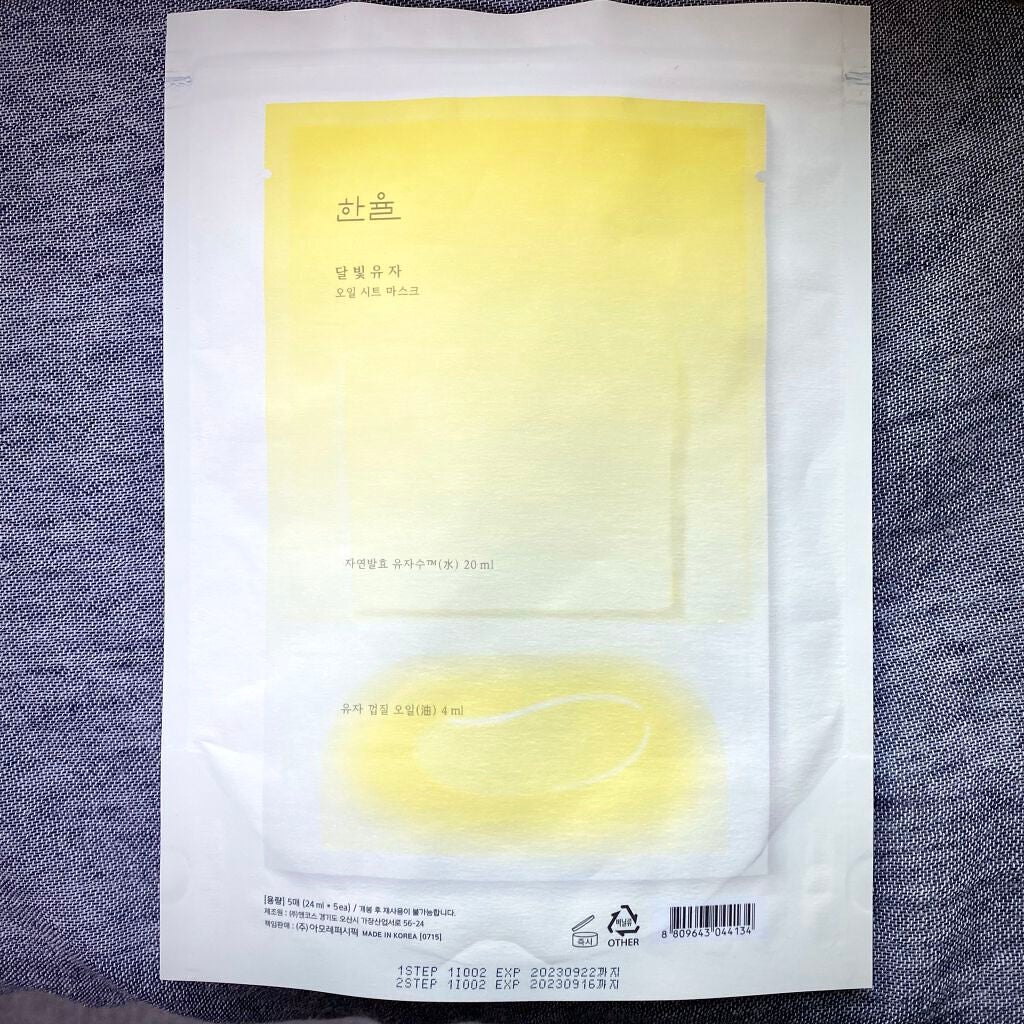 한율
달빛유자
오일 시트 마스크
자연발효 유자수™(水) 20 ml
유자 껍질 오일(油) 4 ml
[용량] 5매 (24 ml * 5ea) / 개봉 후 재사용이 불가능합니다.
제조원 : (주)앤코스 경기도 오산시 가장산업서로 56-24
책임판매 : (주)아모레퍼시픽 MADE IN KOREA [0715]
즉시
비닐류
OTHER
8 809643 044134
1STEP 1I002 EXP 20230922까지
2STEP 1I002 EXP 20230916까지